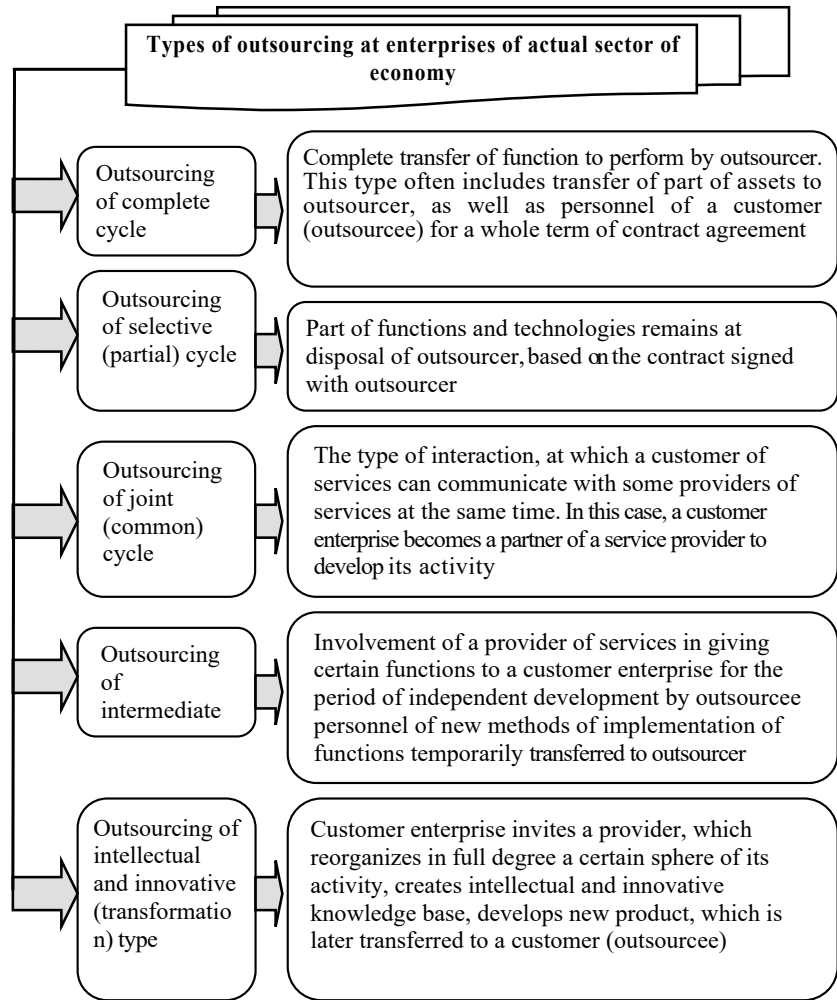 Types of outsourcing at enterprises of actual sector of
economy
Outsourcing
of complete
cycle
Complete transfer of function to perform by outsourcer.
This type often includes transfer of part of assets to
outsourcer, as well as personnel of a customer
(outsourcee) for a whole term of contract agreement
Outsourcing
of selective
(partial) cycle
Part of functions and technologies remains at
disposal of outsourcer, based on the contract signed
with outsourcer
Outsourcing
of joint
(common)
cycle
The type of interaction, at which a customer of
services can communicate with some providers of
services at the same time. In this case, a customer
enterprise becomes a partner of a service provider to
develop its activity
Outsourcing
of
intermediate
Involvement of a provider of services in giving
certain functions to a customer enterprise for the
period of independent development by outsourcee
personnel of new methods of implementation of
functions temporarily transferred to outsourcer
Outsourcing of
intellectual
and innovative
(transformatio
n) type
Customer enterprise invites a provider, which
reorganizes in full degree a certain sphere of its
activity, creates intellectual and innovative
knowledge base, develops new product, which is
later transferred to a customer (outsourcee)